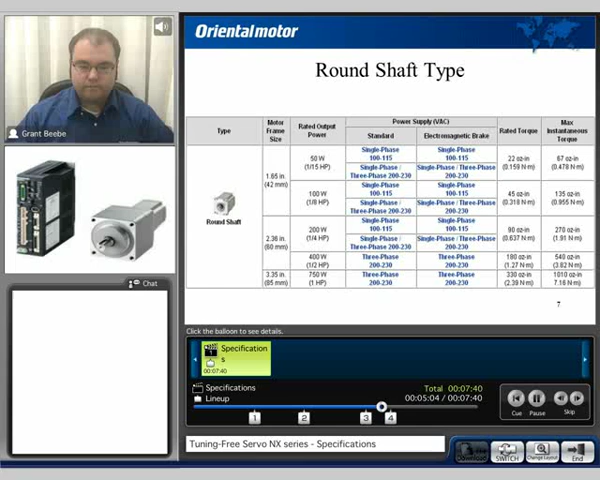 Orientalmotor
Round Shaft Type
Grant Beebe
Type
Motor Frame Size
Rated Output Power
Power Supply (VAC)
Standard
Electromagnetic Brake
Rated Torque
Max Instantaneous Torque
Round Shaft
1.65 in. (42 mm)
50 W (1/15 HP)
Single-Phase 100-115
Single-Phase 100-115
22 oz-in (0.159 N·m)
67 oz-in (0.478 N·m)
Single-Phase / Three-Phase 200-230
Single-Phase / Three-Phase 200-230
100 W (1/8 HP)
Single-Phase 100-115
Single-Phase 100-115
45 oz-in (0.318 N·m)
135 oz-in (0.955 N·m)
Single-Phase / Three-Phase 200-230
Single-Phase / Three-Phase 200-230
2.36 in. (60 mm)
200 W (1/4 HP)
Single-Phase 100-115
Single-Phase 100-115
90 oz-in (0.637 N·m)
270 oz-in (1.91 N·m)
Single-Phase / Three-Phase 200-230
Single-Phase / Three-Phase 200-230
400 W (1/2 HP)
Three-Phase 200-230
Three-Phase 200-230
180 oz-in (1.27 N·m)
540 oz-in (3.82 N·m)
3.35 in. (85 mm)
750 W (1 HP)
Three-Phase 200-230
Three-Phase 200-230
330 oz-in (2.39 N·m)
1010 oz-in 7.16 N·m)
7
Chat
Click the balloon to see details.
1
Specification
s
00:07:40
Specifications
Total 00:07:40
Lineup
00:05:04 / 00:07:40
1 2 3 4
Cue Pause Skip
Tuning-Free Servo NX series - Specifications
Download SWITCH Change Layout End